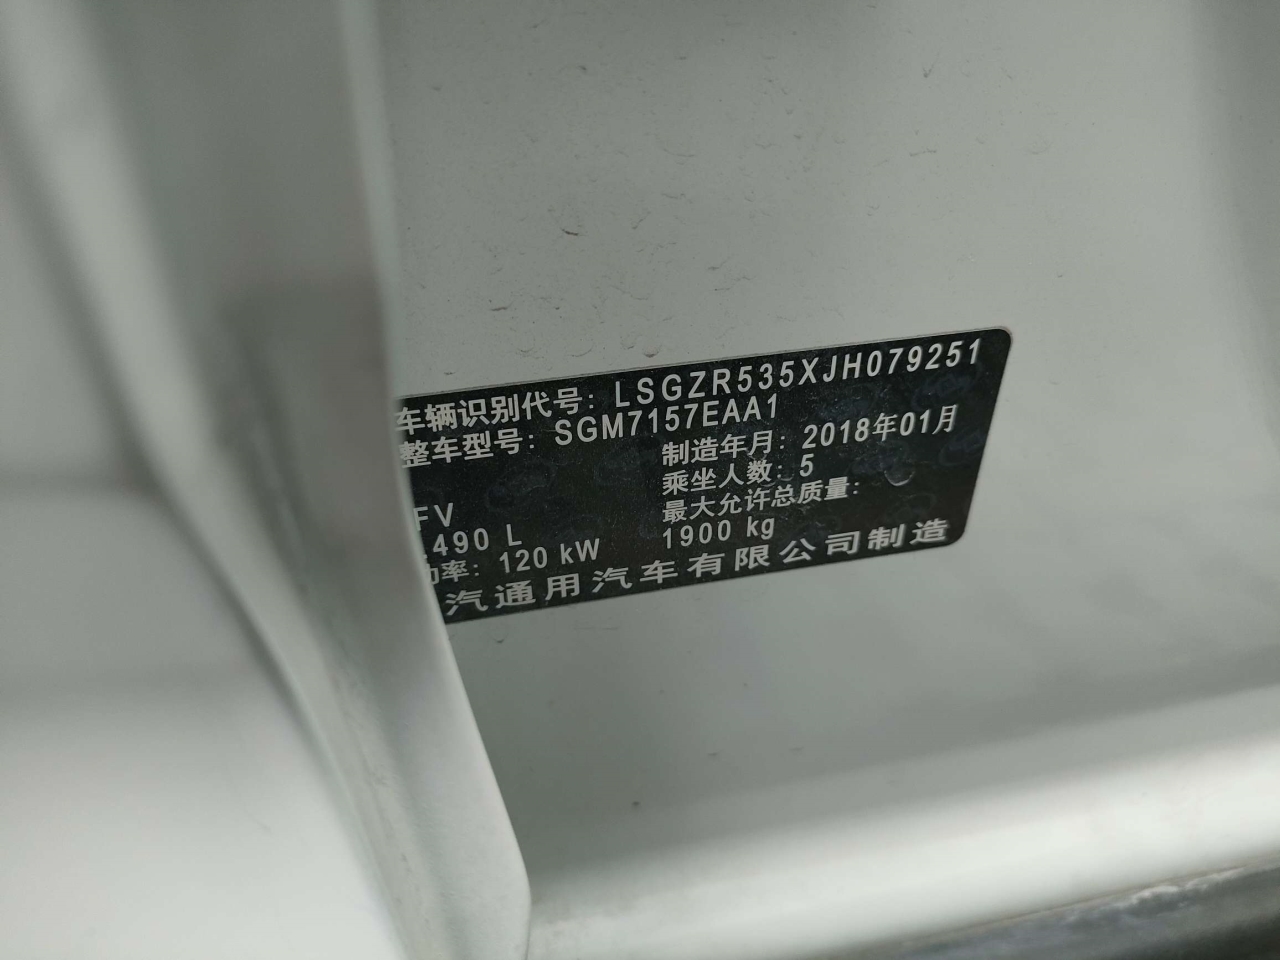 车辆识别代号: LSGZR535XJH079251
整车型号: SGM7157EAA1
制造年月: 2018年01月
乘坐人数: 5
FV
最大允许总质量:
490 L
1900 kg
功率: 120 kW
汽通用汽车有限公司制造